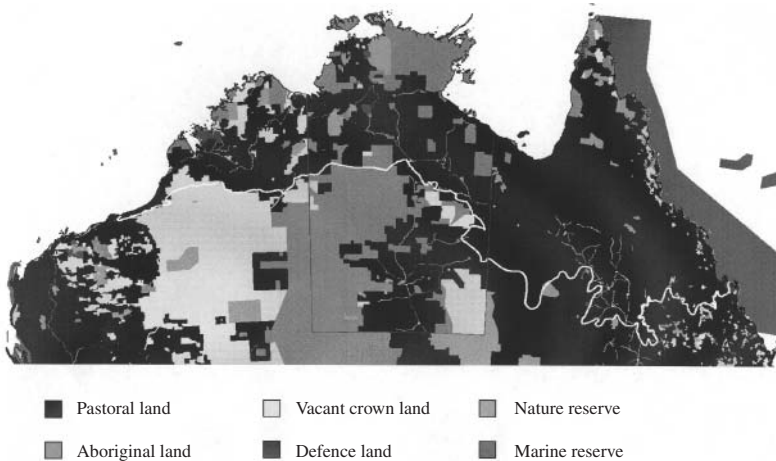 Pastoral land
Vacant crown land
Nature reserve
Aboriginal land
Defence land
Marine reserve